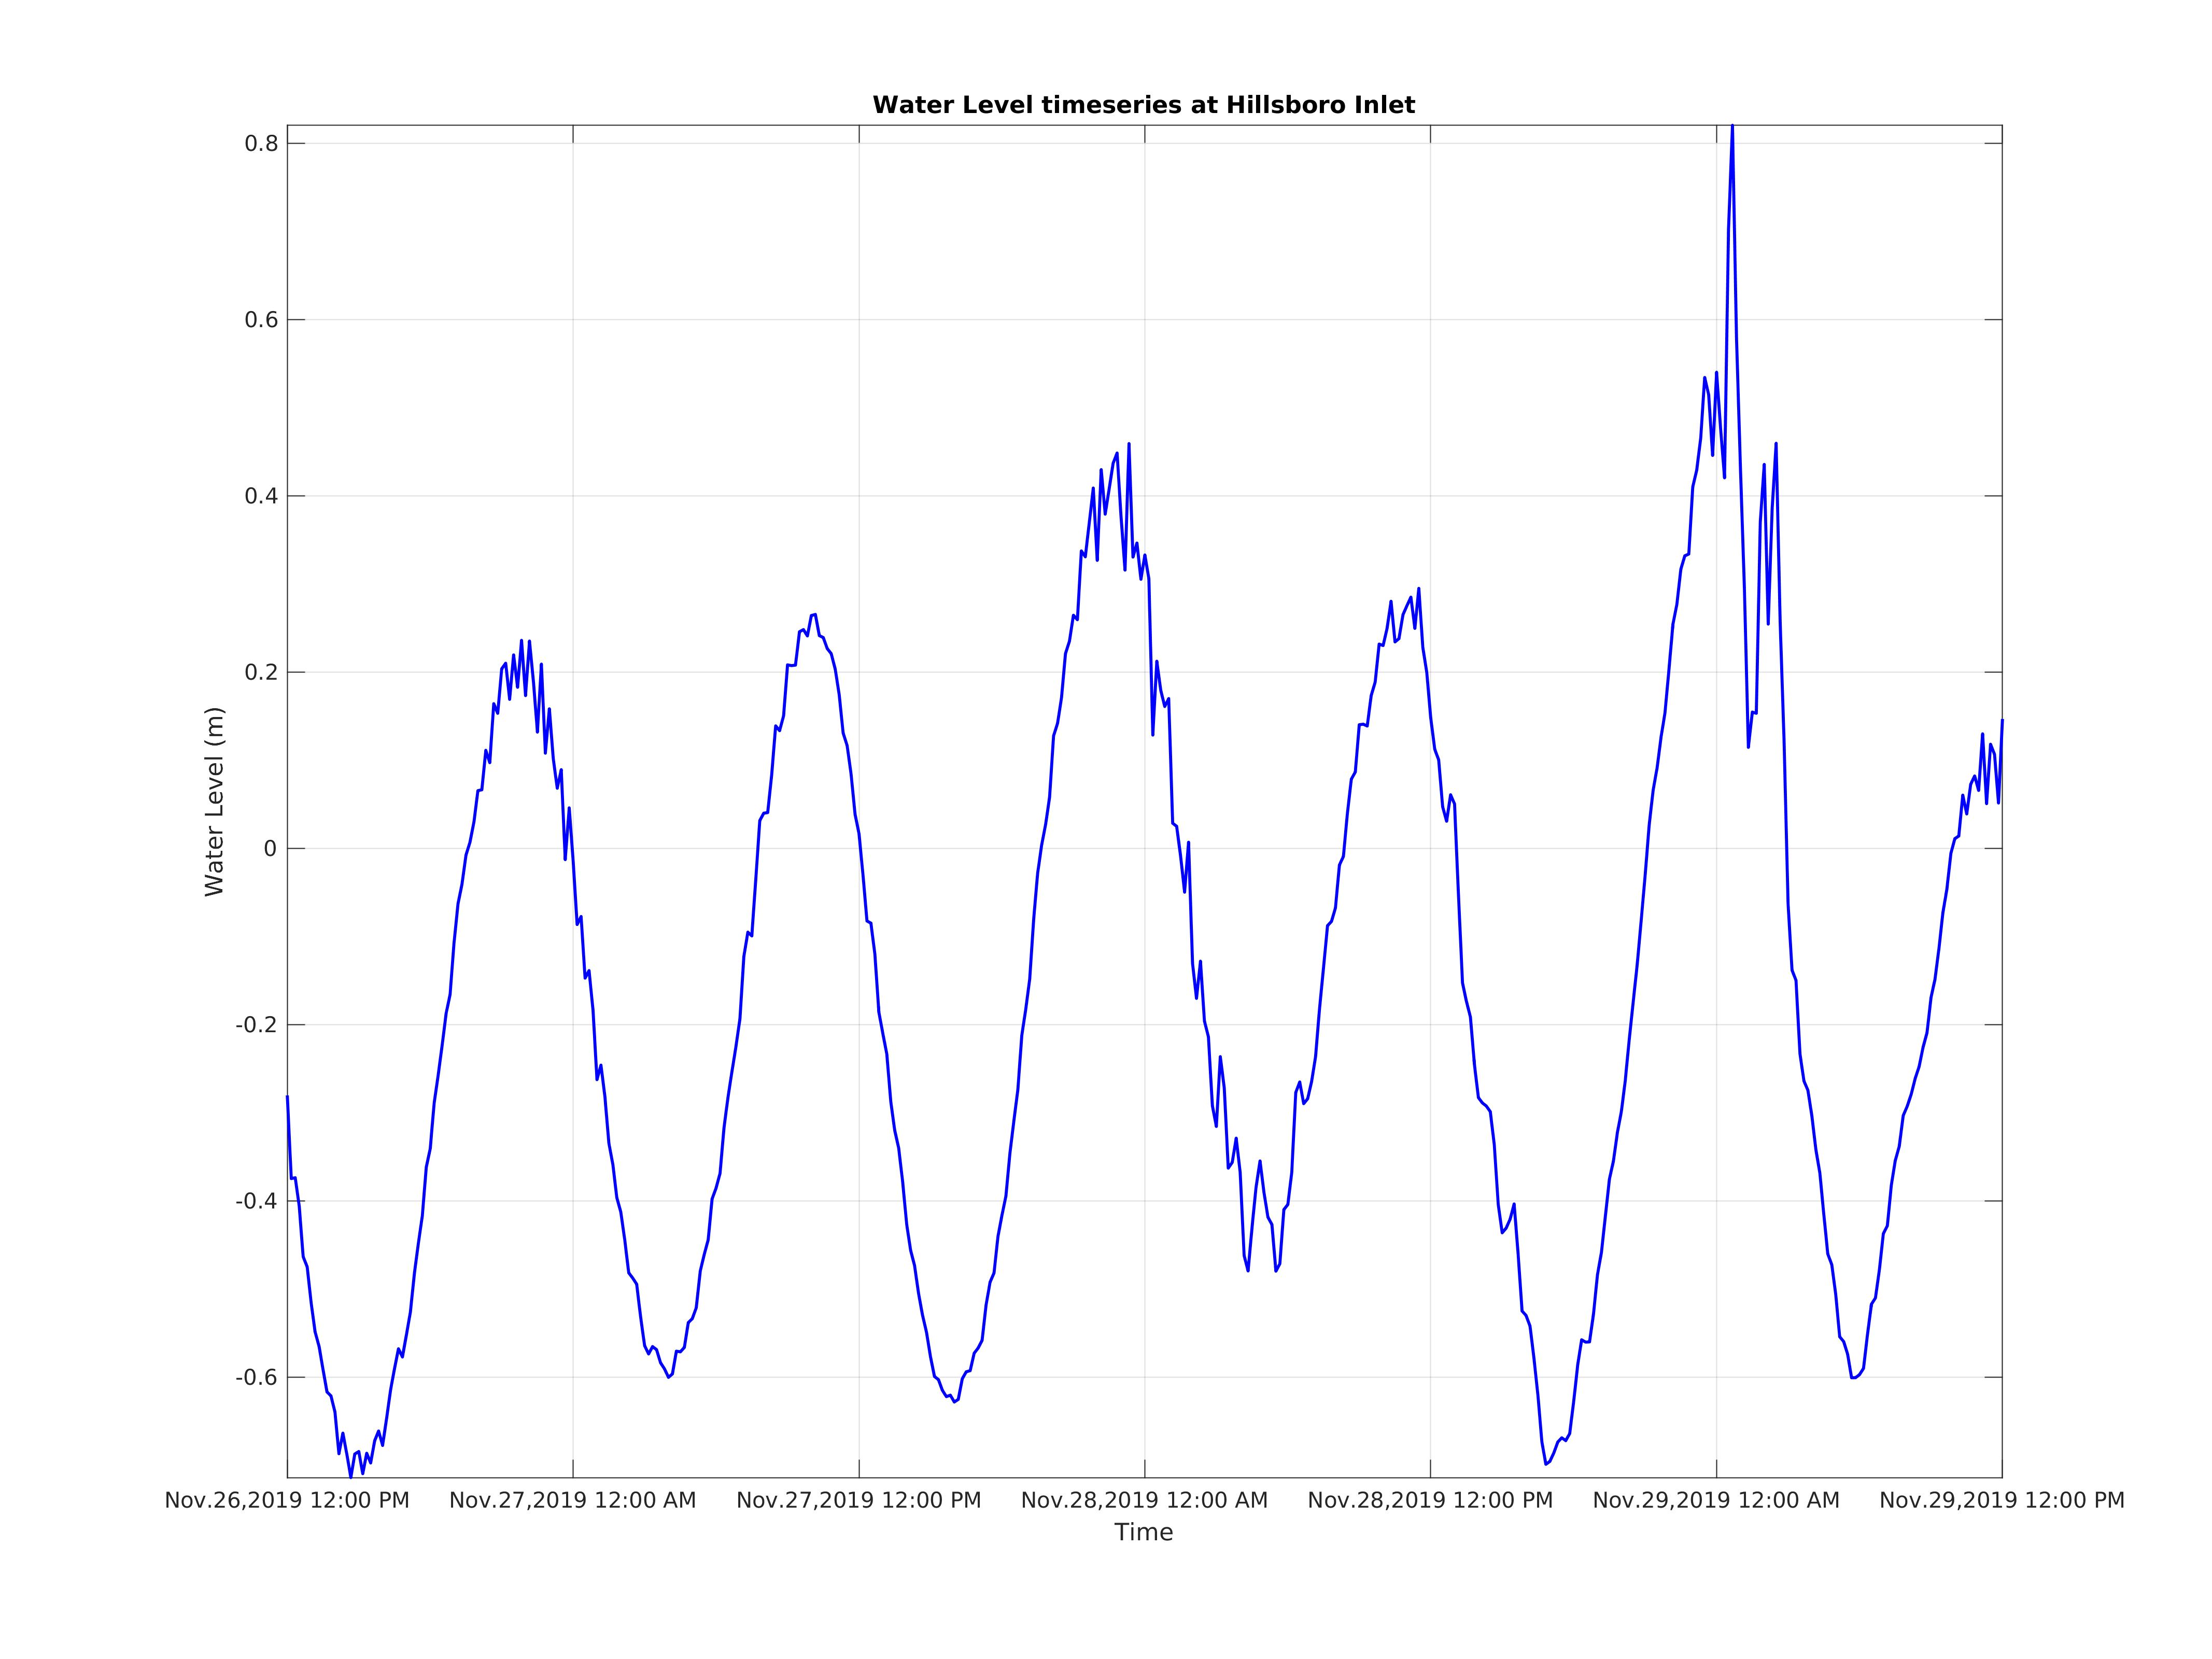 Water Level timeseries at Hillsboro Inlet
0.8
0.6
0.4
0.2
0
-0.2
-0.4
-0.6
Water Level (m)
Nov.26,2019 12:00 PM Nov.27,2019 12:00 AM Nov.27,2019 12:00 PM Nov.28,2019 12:00 AM Nov.28,2019 12:00 PM Nov.29,2019 12:00 AM Nov.29,2019 12:00 PM
Time